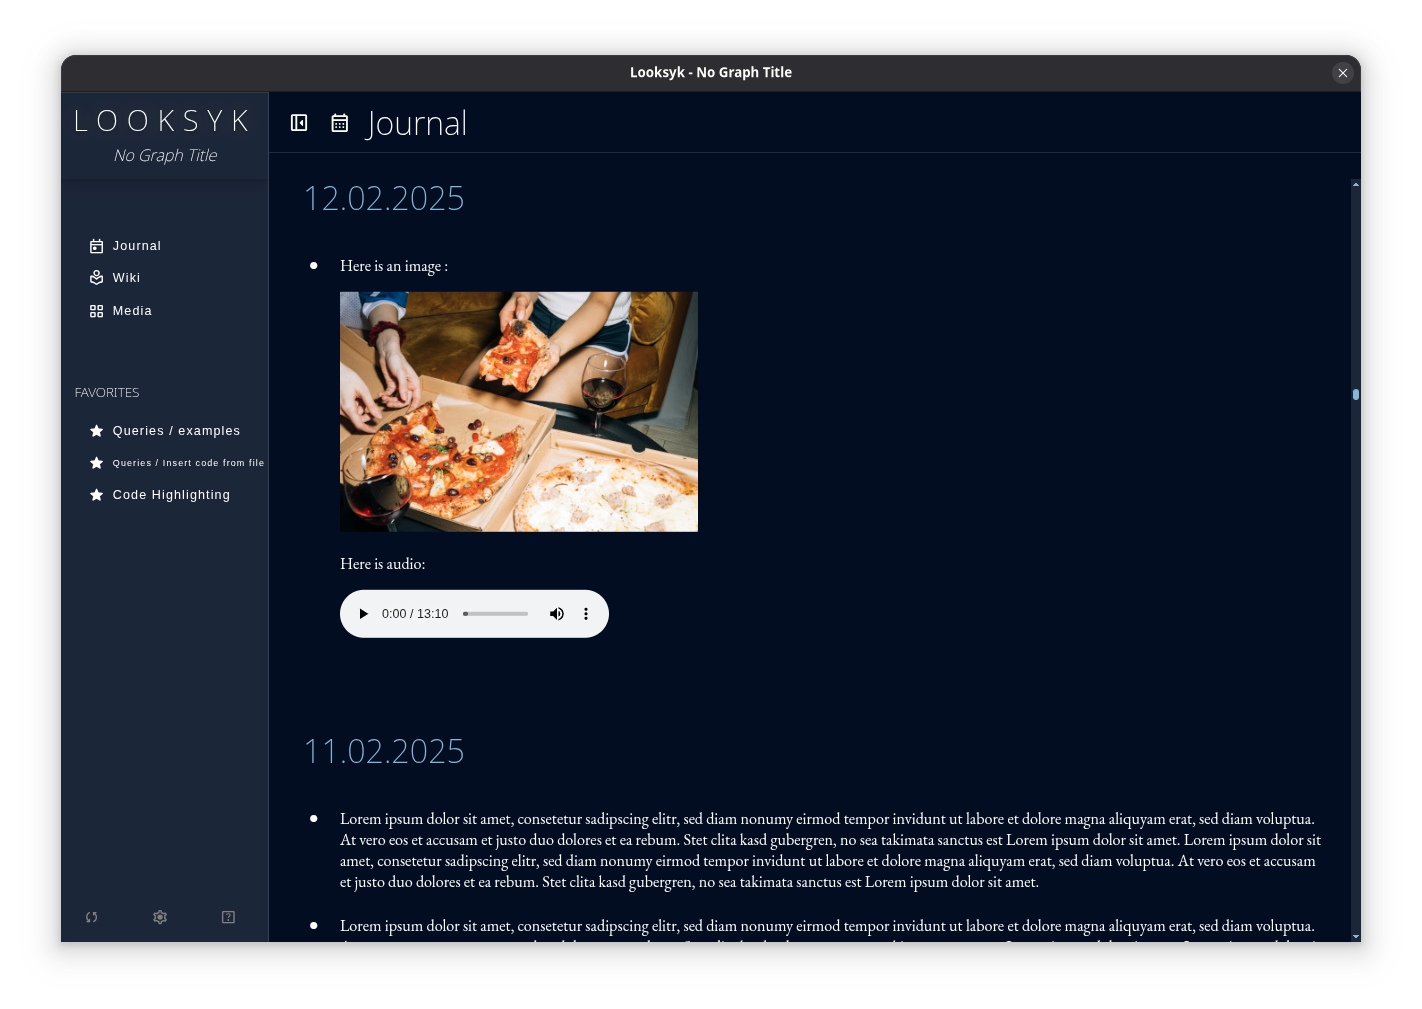 Looksyk - No Graph Title
LOOKSYK
No Graph Title
Journal
Wiki
Media
FAVORITES
Queries / examples
Queries / Insert code from file
Code Highlighting
Journal
12.02.2025
Here is an image :
Here is audio:
0:00 / 13:10
11.02.2025
Lorem ipsum dolor sit amet, consetetur sadipscing elitr, sed diam nonumy eirmod tempor invidunt ut labore et dolore magna aliquyam erat, sed diam voluptua.
At vero eos et accusam et justo duo dolores et ea rebum. Stet clita kasd gubergren, no sea takimata sanctus est Lorem ipsum dolor sit amet. Lorem ipsum dolor sit
amet, consetetur sadipscing elitr, sed diam nonumy eirmod tempor invidunt ut labore et dolore magna aliquyam erat, sed diam voluptua. At vero eos et accusam
et justo duo dolores et ea rebum. Stet clita kasd gubergren, no sea takimata sanctus est Lorem ipsum dolor sit amet.
Lorem ipsum dolor sit amet, consetetur sadipscing elitr, sed diam nonumy eirmod tempor invidunt ut labore et dolore magna aliquyam erat, sed diam voluptua.